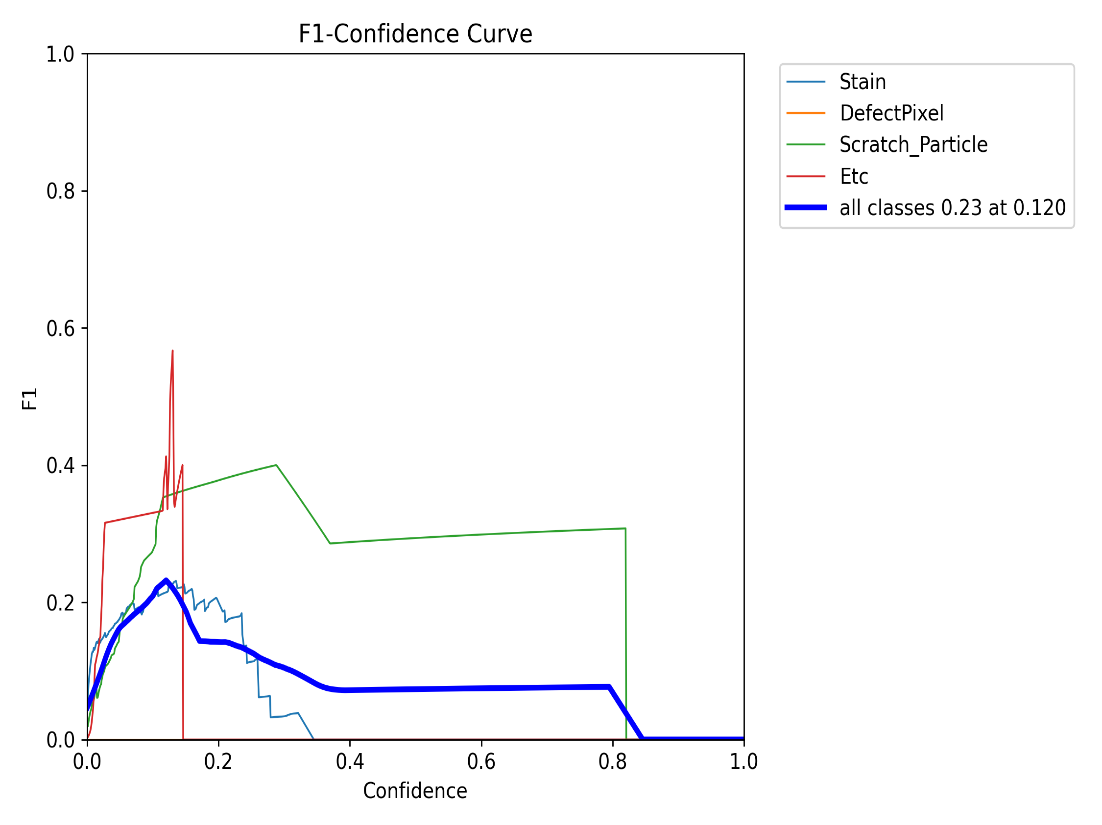 F1-Confidence Curve
1.0
0.8
0.6
0.4
0.2
0.0
F1
0.0 0.2 0.4 0.6 0.8 1.0
Confidence
Stain
DefectPixel
Scratch_Particle
Etc
all classes 0.23 at 0.120